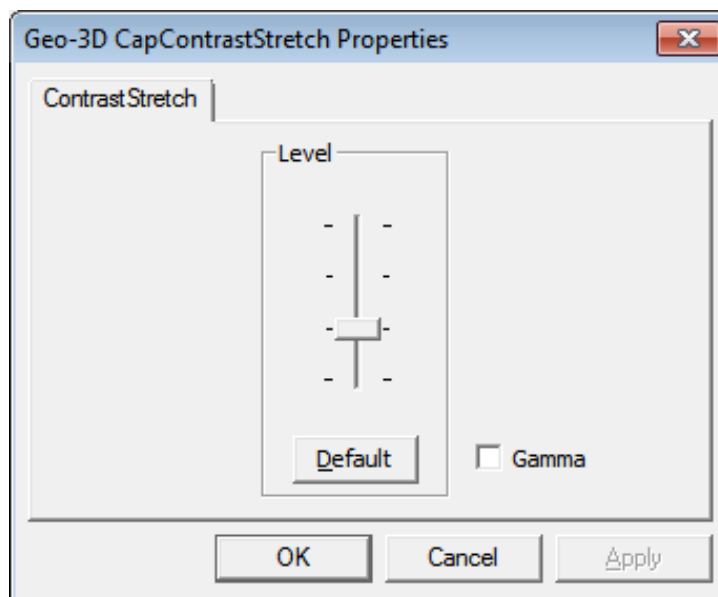 Geo-3D CapContrastStretch Properties
ContrastStretch
Level
Default
Gamma
OK
Cancel
Apply